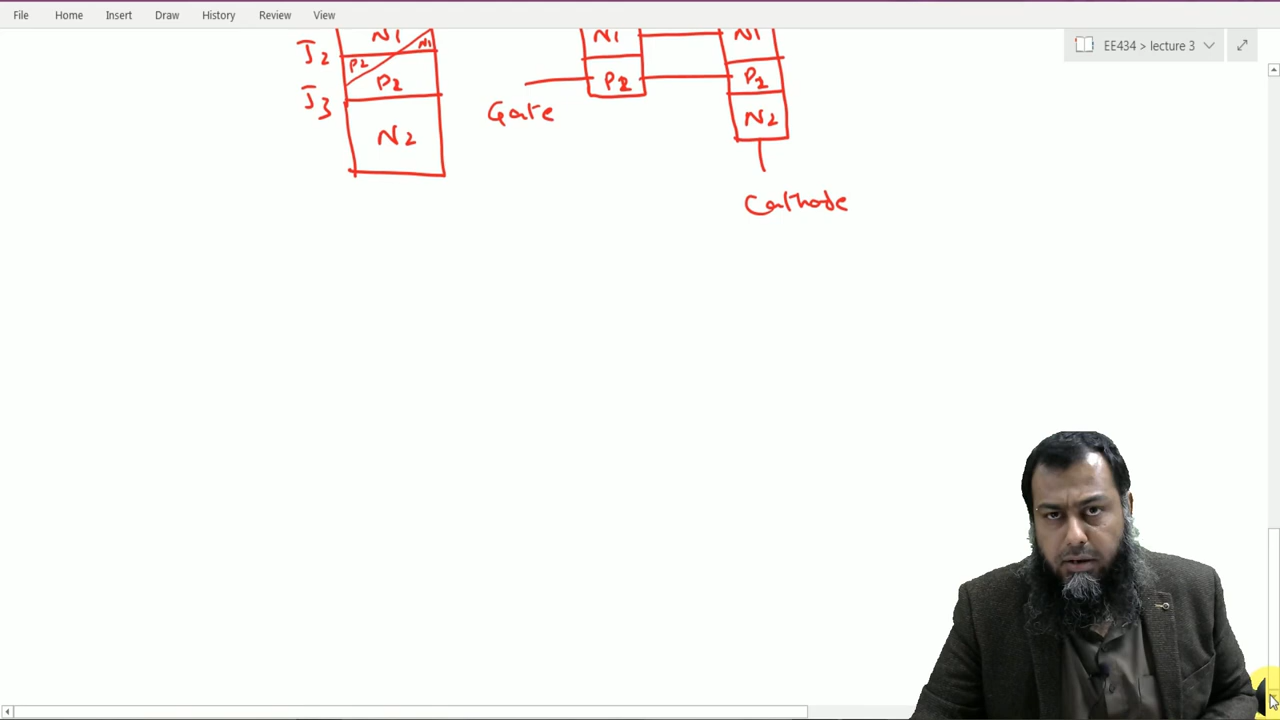 File Home Insert Draw History Review View
EE434 > lecture 3
N1
N1
J2
P2
P2
J3
N2
N1
P2
Gate
N1
P2
N2
Cathode